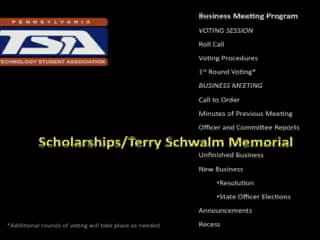 PENNSYLVANIA
TSA
TECHNOLOGY STUDENT ASSOCIATION
Business Meeting Program
VOTING SESSION
Roll Call
Voting Procedures
1st Round Voting*
BUSINESS MEETING
Call to Order
Minutes of Previous Meeting
Officer and Committee Reports
Scholarships/Terry Schwalm Memorial
Unfinished Business
New Business
•Resolution
•State Officer Elections
Announcements
Recess
*Additional rounds of voting will take place as needed